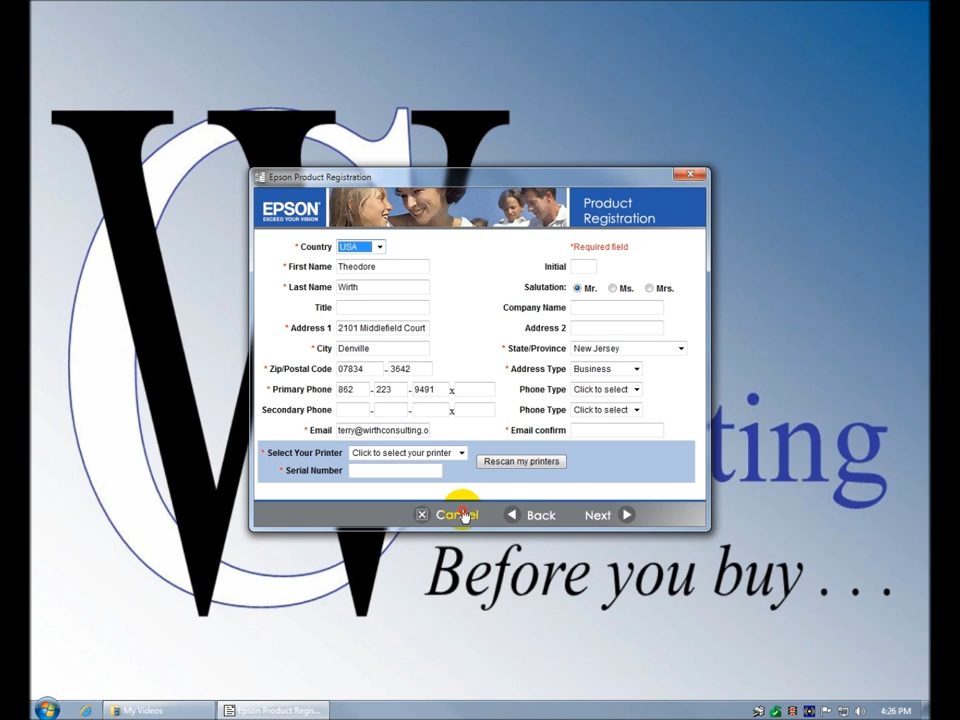 Epson Product Registration
EPSON
EXCEED YOUR VISION
Product
Registration
* Country USA
*Required field
* First Name Theodore Initial
* Last Name Wirth Salutation: Mr. Ms. Mrs.
Title Company Name
* Address 1 2101 Middlefield Court Address 2
* City Denville * State/Province New Jersey
* Zip/Postal Code 07834 - 3642 * Address Type Business
* Primary Phone 862 - 223 - 9491 x Phone Type Click to select
Secondary Phone - - x Phone Type Click to select
* Email terry@wirthconsulting.o * Email confirm
* Select Your Printer Click to select your printer Rescan my printers
* Serial Number
Cancel Back Next
ting
Before you buy . . .
My Videos Epson Product Regis... 4:26 PM